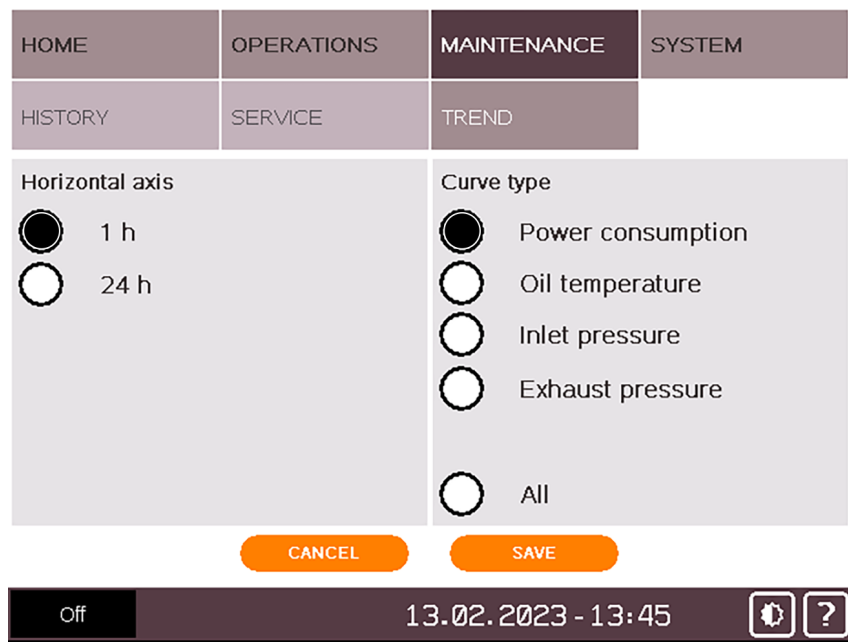 HOME OPERATIONS MAINTENANCE SYSTEM
HISTORY SERVICE TREND
Horizontal axis
1 h
24 h
Curve type
Power consumption
Oil temperature
Inlet pressure
Exhaust pressure
All
CANCEL SAVE
Off 13.02.2023-13:45 ?